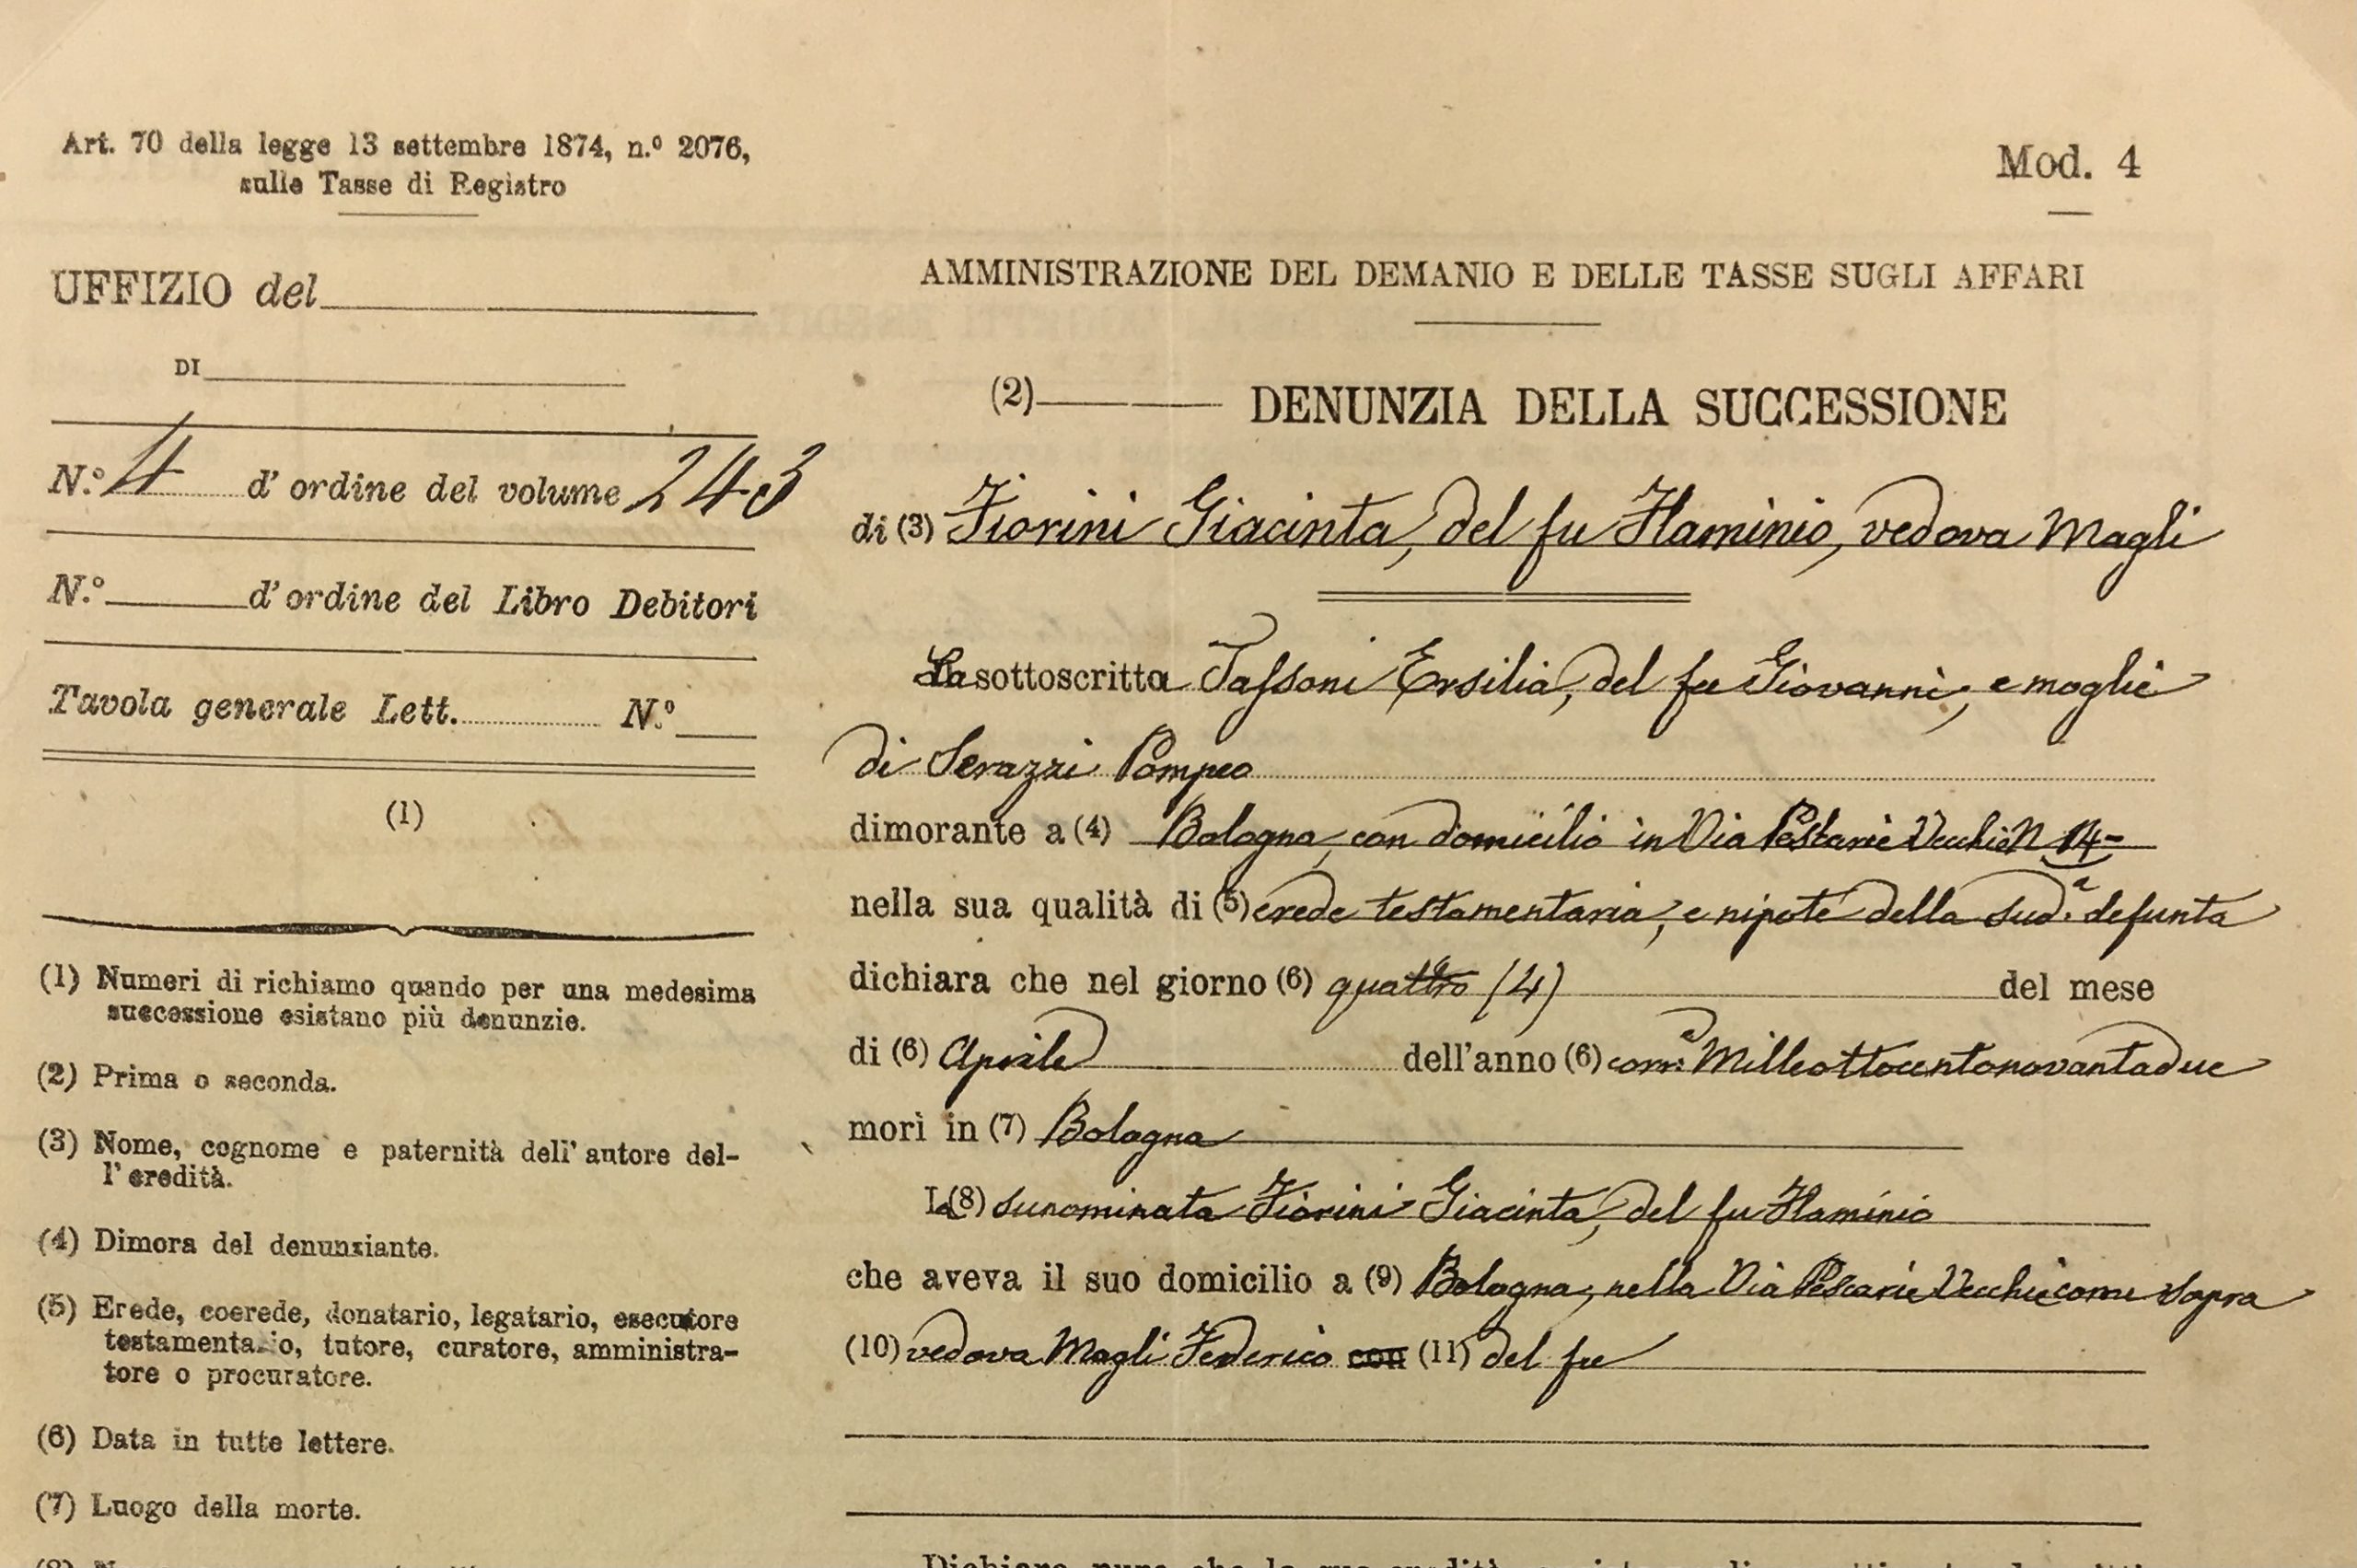 Art. 70 della legge 13 settembre 1874, n.º 2076,
sulle Tasse di Registro
Mod. 4
UFFIZIO del
DI
N.º 4 d' ordine del volume 243
N.º d' ordine del Libro Debitori
Tavola generale Lett. N.º
(1)
(1) Numeri di richiamo quando per una medesima
successione esistano più denunzie.
(2) Prima o seconda.
(3) Nome, cognome e paternità dell' autore del-
l' eredità.
(4) Dimora del denunziante.
(5) Erede, coerede, donatario, legatario, esecutore
testamentario, tutore, curatore, amministra-
tore o procuratore.
(6) Data in tutte lettere.
(7) Luogo della morte.
AMMINISTRAZIONE DEL DEMANIO E DELLE TASSE SUGLI AFFARI
(2) DENUNZIA DELLA SUCCESSIONE
di (3) Fiorini Giacinta, del fu Flaminio, vedova Magli
La sottoscritta Tassoni Ersilia, del fu Giovanni, e moglie
di Serazzi Pompeo
dimorante a (4) Bologna, con domicilio in Via Pescarie Vecchie N 14-
nella sua qualità di (5) erede testamentaria, e nipote della sud.ª defunta
dichiara che nel giorno (6) quattro (4) del mese
di (6) Aprile dell'anno (6) corr.e Milleottocentonovantadue
morì in (7) Bologna
La (8) sunominata Fiorini Giacinta, del fu Flaminio
che aveva il suo domicilio a (9) Bologna, nella Via Pescarie Vecchie come sopra
(10) vedova Magli Federico con (11) del fu